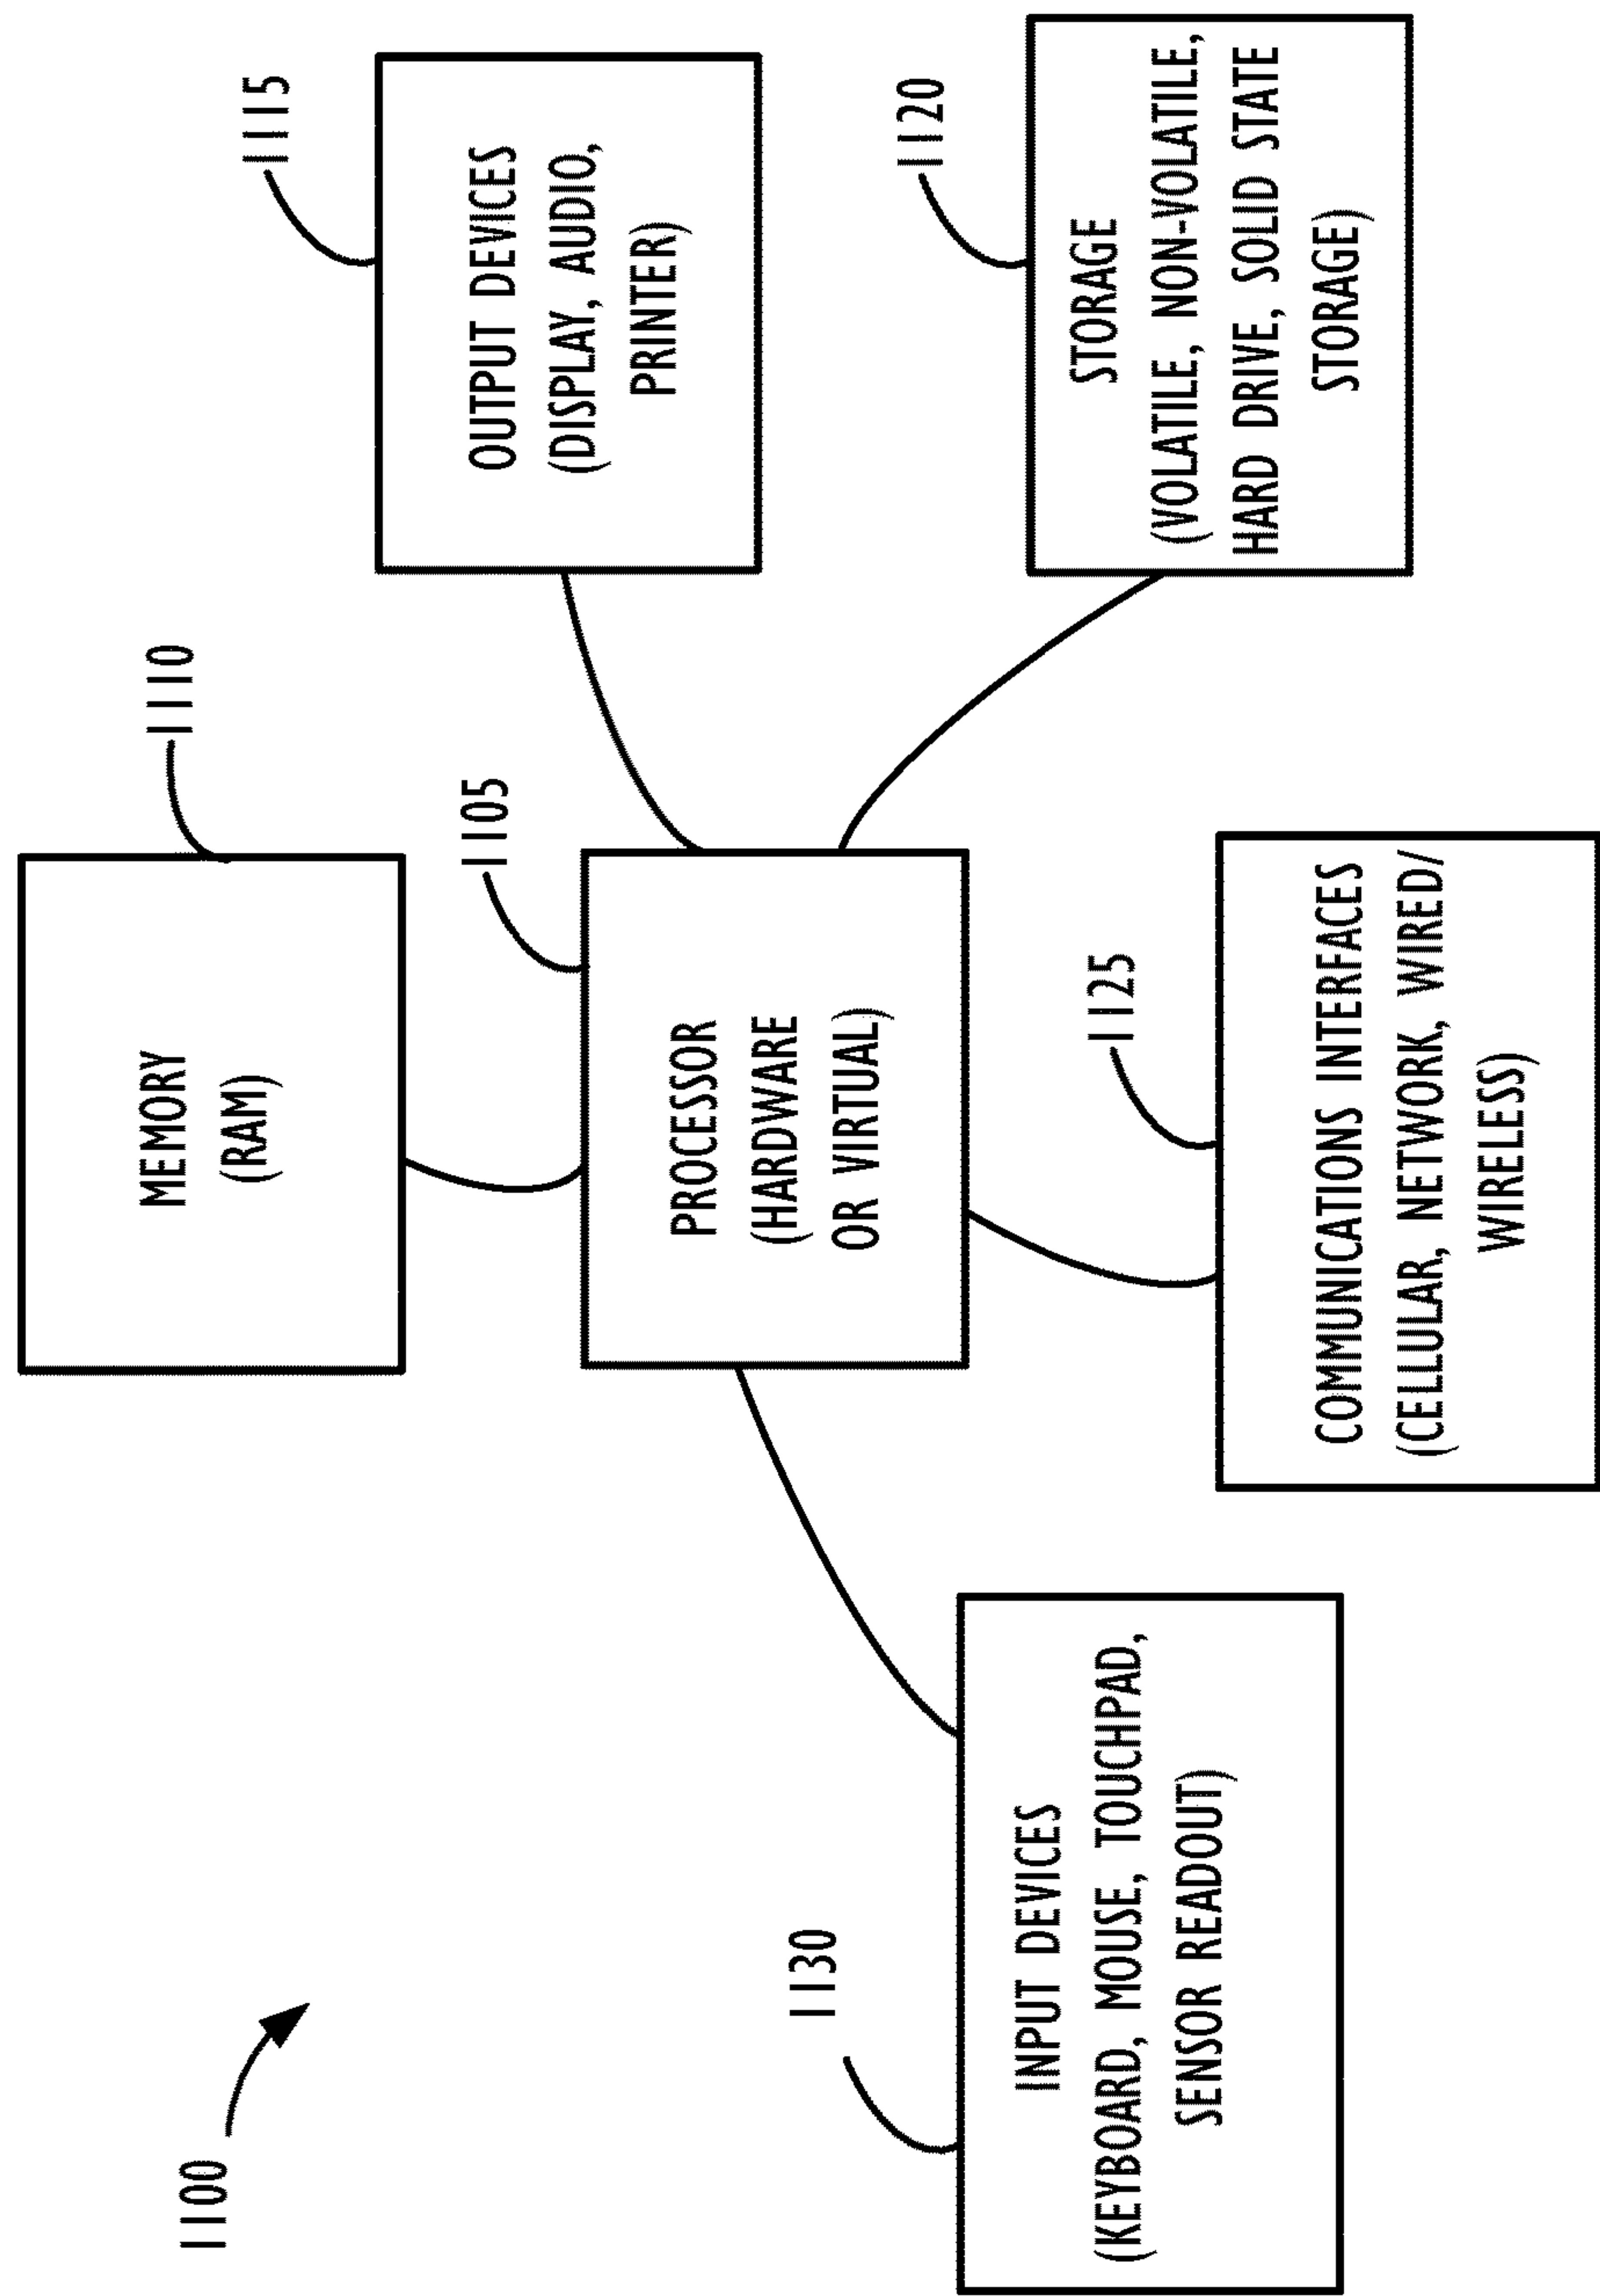 1100
1110
MEMORY
(RAM)
1115
OUTPUT DEVICES
(DISPLAY, AUDIO,
PRINTER)
1105
PROCESSOR
(HARDWARE
OR VIRTUAL)
1120
STORAGE
(VOLATILE, NON-VOLATILE,
HARD DRIVE, SOLID STATE
STORAGE)
1130
INPUT DEVICES
(KEYBOARD, MOUSE, TOUCHPAD,
SENSOR READOUT)
1125
COMMUNICATIONS INTERFACES
(CELLULAR, NETWORK, WIRED/
WIRELESS)